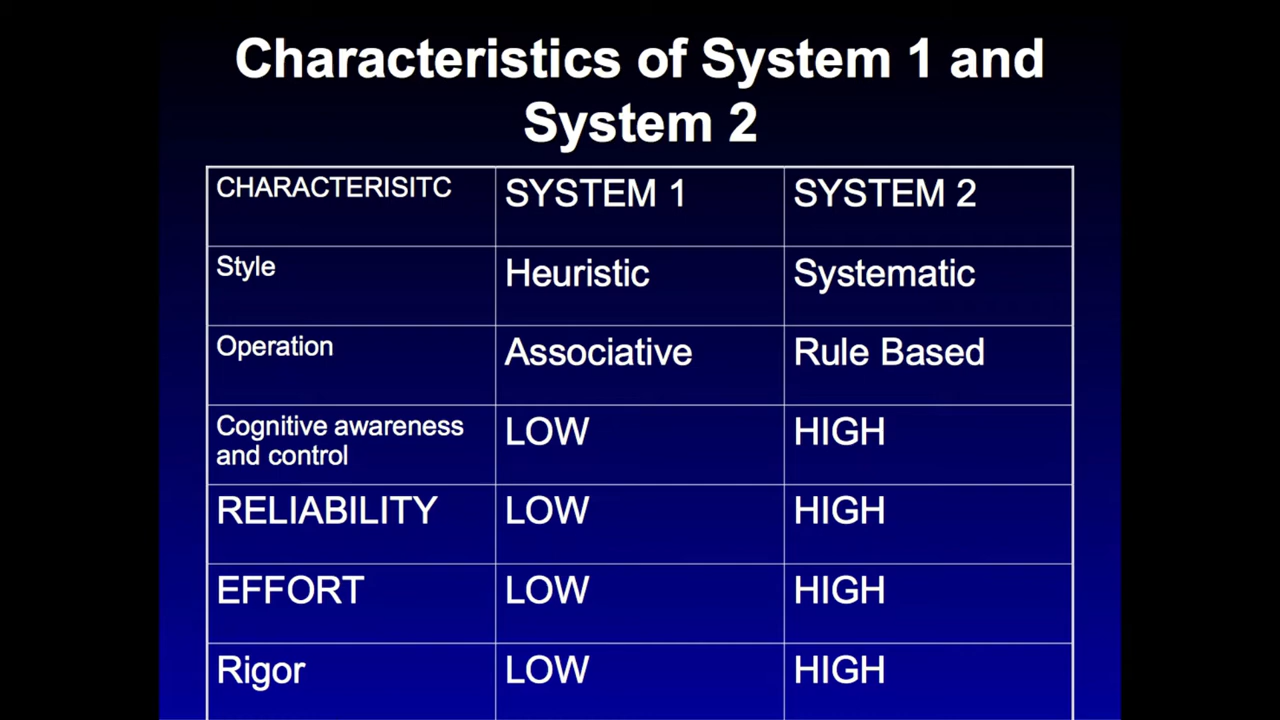 Characteristics of System 1 and
System 2
CHARACTERISITC SYSTEM 1 SYSTEM 2
Style Heuristic Systematic
Operation Associative Rule Based
Cognitive awareness
and control LOW HIGH
RELIABILITY LOW HIGH
EFFORT LOW HIGH
Rigor LOW HIGH